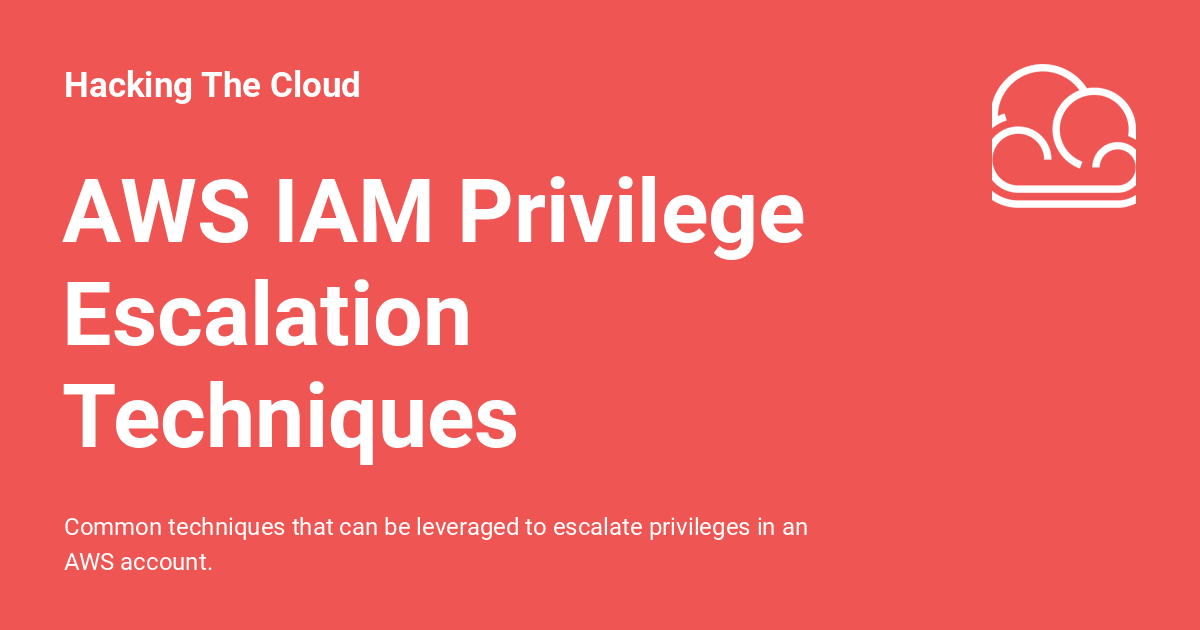 Hacking The Cloud
AWS IAM Privilege
Escalation
Techniques
Common techniques that can be leveraged to escalate privileges in an
AWS account.